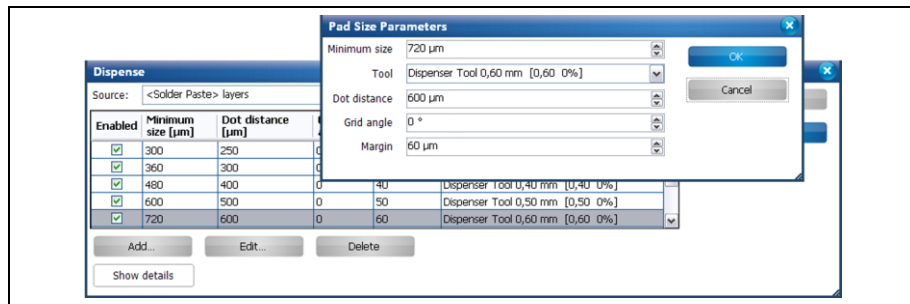 Pad Size Parameters
Minimum size 720 µm
Tool Dispenser Tool 0,60 mm [0,60 0%]
Dot distance 600 µm
Grid angle 0 °
Margin 60 µm
OK
Cancel
Dispense
Source: <Solder Paste> layers
Enabled Minimum size [µm] Dot distance [µm]
300 250
360 300
480 400 0 40 Dispenser Tool 0,40 mm [0,40 0%]
600 500 0 50 Dispenser Tool 0,50 mm [0,50 0%]
720 600 0 60 Dispenser Tool 0,60 mm [0,60 0%]
Add... Edit... Delete
Show details